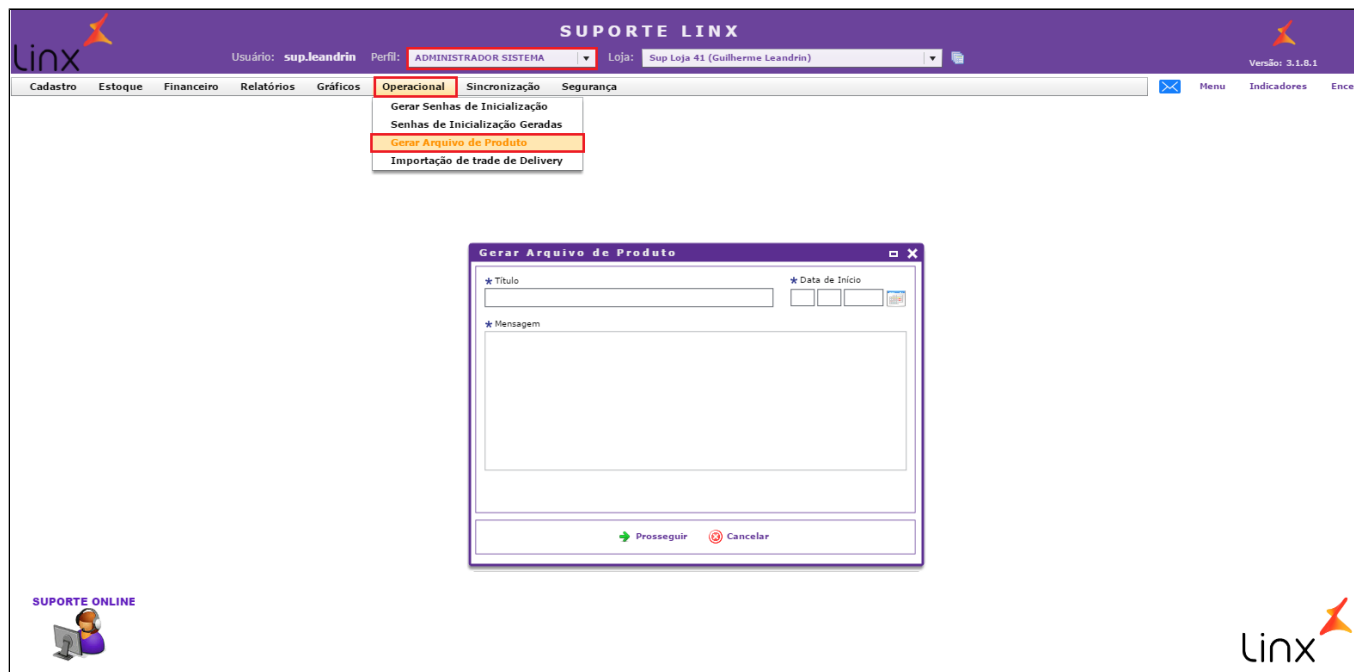 SUPORTE LINX
Linx
Usuário: sup.leandrin Perfil: ADMINISTRADOR SISTEMA Loja: Sup Loja 41 (Guilherme Leandrin)
Versão: 3.1.8.1
Cadastro Estoque Financeiro Relatórios Gráficos Operacional Sincronização Segurança Menu Indicadores Ence
Gerar Senhas de Inicialização
Senhas de Inicialização Geradas
Gerar Arquivo de Produto
Importação de trade de Delivery
Gerar Arquivo de Produto
* Título * Data de Início
* Mensagem
Prosseguir Cancelar
SUPORTE ONLINE
Linx